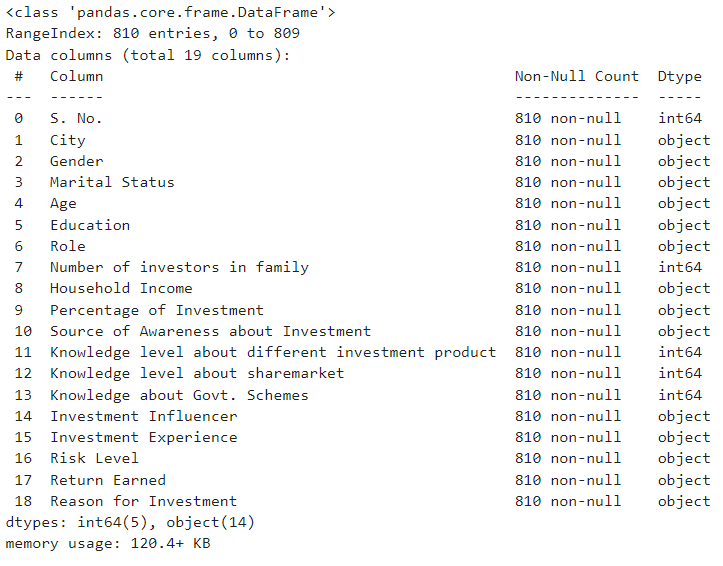 <class 'pandas.core.frame.DataFrame'>
RangeIndex: 810 entries, 0 to 809
Data columns (total 19 columns):
 #   Column                                             Non-Null Count  Dtype
---  ------                                             --------------  -----
 0   S. No.                                             810 non-null    int64
 1   City                                               810 non-null    object
 2   Gender                                             810 non-null    object
 3   Marital Status                                     810 non-null    object
 4   Age                                                810 non-null    object
 5   Education                                          810 non-null    object
 6   Role                                               810 non-null    object
 7   Number of investors in family                      810 non-null    int64
 8   Household Income                                   810 non-null    object
 9   Percentage of Investment                           810 non-null    object
 10  Source of Awareness about Investment               810 non-null    object
 11  Knowledge level about different investment product  810 non-null    int64
 12  Knowledge level about sharemarket                  810 non-null    int64
 13  Knowledge about Govt. Schemes                      810 non-null    int64
 14  Investment Influencer                              810 non-null    object
 15  Investment Experience                              810 non-null    object
 16  Risk Level                                         810 non-null    object
 17  Return Earned                                      810 non-null    object
 18  Reason for Investment                              810 non-null    object
dtypes: int64(5), object(14)
memory usage: 120.4+ KB